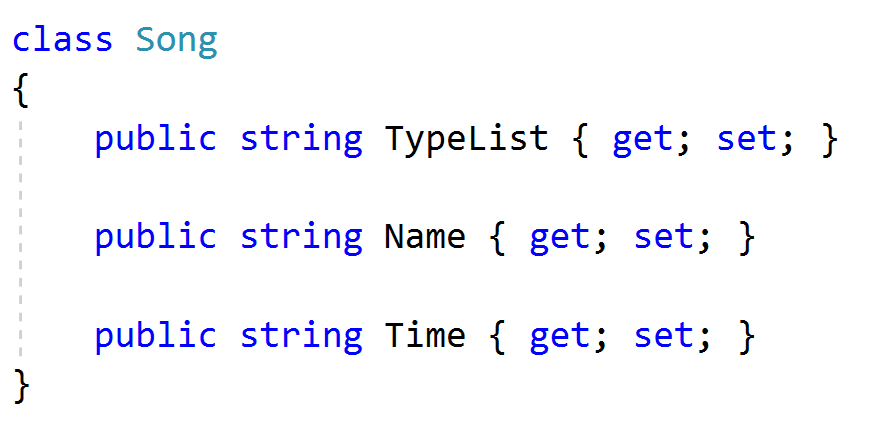 class Song
{
public string TypeList { get; set; }
public string Name { get; set; }
public string Time { get; set; }
}